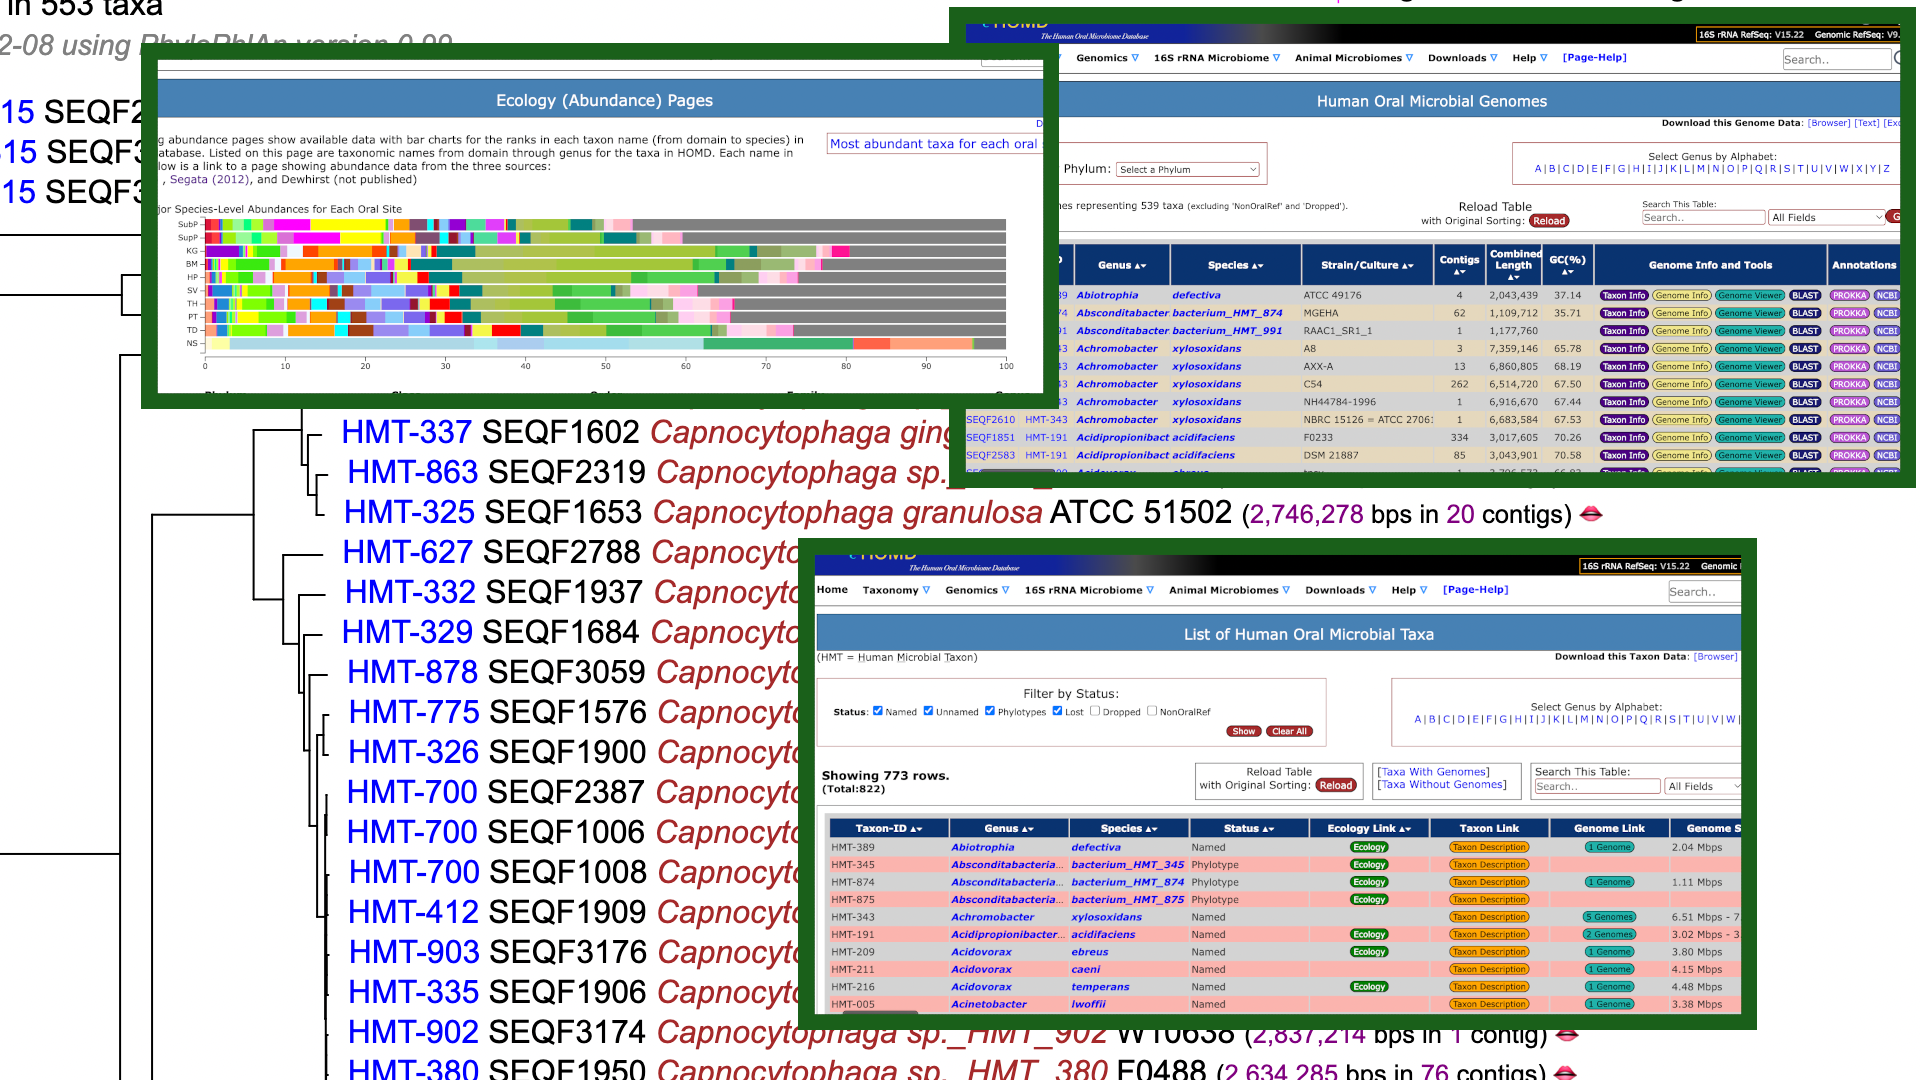 in 553 taxa
2-08 using PhyloPhlAn version 0.99
15 SEQF2
15 SEQF3
15 SEQF3
Ecology (Abundance) Pages
g abundance pages show available data with bar charts for the ranks in each taxon name (from domain to species) in
atabase. Listed on this page are taxonomic names from domain through genus for the taxa in HOMD. Each name in
low is a link to a page showing abundance data from the three sources:
, Segata (2012), and Dewhirst (not published)
Most abundant taxa for each oral
jor Species-Level Abundances for Each Oral Site
SubP
SupP
KG
BM
HP
SV
TH
PT
TD
NS
0 10 20 30 40 50 60 70 80 90 100
HOMD
The Human Oral Microbiome Database
16S rRNA RefSeq: V15.22 Genomic RefSeq: V9.
Genomics ▽ 16S rRNA Microbiome ▽ Animal Microbiomes ▽ Downloads ▽ Help ▽ [Page-Help] Search..
Human Oral Microbial Genomes
Download this Genome Data: [Browser] [Text] [Exc
Phylum: Select a Phylum
Select Genus by Alphabet:
A|B|C|D|E|F|G|H|I|J|K|L|M|N|O|P|Q|R|S|T|U|V|W|X|Y|Z
nes representing 539 taxa (excluding 'NonOralRef' and 'Dropped').
Reload Table
with Original Sorting: Reload
Search This Table:
Search.. All Fields G
D Genus ▲▾ Species ▲▾ Strain/Culture ▲▾ Contigs ▲▾ Combined Length ▲▾ GC(%) ▲▾ Genome Info and Tools Annotations
39 Abiotrophia defectiva ATCC 49176 4 2,043,439 37.14 Taxon Info Genome Info Genome Viewer BLAST PROKKA NCBI
74 Absconditabacter bacterium_HMT_874 MGEHA 62 1,109,712 35.71 Taxon Info Genome Info Genome Viewer BLAST PROKKA NCBI
91 Absconditabacter bacterium_HMT_991 RAAC1_SR1_1 1 1,177,760 Taxon Info Genome Info Genome Viewer BLAST PROKKA NCBI
43 Achromobacter xylosoxidans A8 3 7,359,146 65.78 Taxon Info Genome Info Genome Viewer BLAST PROKKA NCBI
43 Achromobacter xylosoxidans AXX-A 13 6,860,805 68.19 Taxon Info Genome Info Genome Viewer BLAST PROKKA NCBI
43 Achromobacter xylosoxidans C54 262 6,514,720 67.50 Taxon Info Genome Info Genome Viewer BLAST PROKKA NCBI
43 Achromobacter xylosoxidans NH44784-1996 1 6,916,670 67.44 Taxon Info Genome Info Genome Viewer BLAST PROKKA NCBI
SEQF2610 HMT-343 Achromobacter xylosoxidans NBRC 15126 = ATCC 2706 1 6,683,584 67.53 Taxon Info Genome Info Genome Viewer BLAST PROKKA NCBI
SEQF1851 HMT-191 Acidipropionibact acidifaciens F0233 334 3,017,605 70.26 Taxon Info Genome Info Genome Viewer BLAST PROKKA NCBI
SEQF2583 HMT-191 Acidipropionibact acidifaciens DSM 21887 85 3,043,901 70.58 Taxon Info Genome Info Genome Viewer BLAST PROKKA NCBI
HMT-337 SEQF1602 Capnocytophaga ging
HMT-863 SEQF2319 Capnocytophaga sp.
HMT-325 SEQF1653 Capnocytophaga granulosa ATCC 51502 (2,746,278 bps in 20 contigs)
HMT-627 SEQF2788 Capnocyto
HMT-332 SEQF1937 Capnocyto
HMT-329 SEQF1684 Capnocyto
HMT-878 SEQF3059 Capnocyto
HMT-775 SEQF1576 Capnocyto
HMT-326 SEQF1900 Capnocyto
HMT-700 SEQF2387 Capnocyto
HMT-700 SEQF1006 Capnocyto
HMT-700 SEQF1008 Capnocyto
HMT-412 SEQF1909 Capnocyto
HMT-903 SEQF3176 Capnocyto
HMT-335 SEQF1906 Capnocyto
HMT-902 SEQF3174 Capnocytophaga sp._HMT_902 W10638 (2,837,214 bps in 1 contig)
HMT-380 SEQF1950 Capnocytophaga sp._HMT_380 F0488 (2,634,285 bps in 76 contigs)
HOMD
The Human Oral Microbiome Database
16S rRNA RefSeq: V15.22 Genomic
Home Taxonomy ▽ Genomics ▽ 16S rRNA Microbiome ▽ Animal Microbiomes ▽ Downloads ▽ Help ▽ [Page-Help] Search..
List of Human Oral Microbial Taxa
(HMT = Human Microbial Taxon)
Download this Taxon Data: [Browser]
Filter by Status:
Status: Named Unnamed Phylotypes Lost Dropped NonOralRef
Show Clear All
Select Genus by Alphabet:
A|B|C|D|E|F|G|H|I|J|K|L|M|N|O|P|Q|R|S|T|U|V|W|
Showing 773 rows.
(Total:822)
Reload Table
with Original Sorting: Reload
[Taxa With Genomes]
[Taxa Without Genomes]
Search This Table:
Search.. All Fields
Taxon-ID ▲▾ Genus ▲▾ Species ▲▾ Status ▲▾ Ecology Link ▲▾ Taxon Link Genome Link Genome S
HMT-389 Abiotrophia defectiva Named Ecology Taxon Description 1 Genome 2.04 Mbps
HMT-345 Absconditabacteria... bacterium_HMT_345 Phylotype Ecology Taxon Description
HMT-874 Absconditabacteria... bacterium_HMT_874 Phylotype Ecology Taxon Description 1 Genome 1.11 Mbps
HMT-875 Absconditabacteria... bacterium_HMT_875 Phylotype Ecology Taxon Description
HMT-343 Achromobacter xylosoxidans Named Taxon Description 5 Genomes 6.51 Mbps - 7
HMT-191 Acidipropionibacter... acidifaciens Named Ecology Taxon Description 2 Genomes 3.02 Mbps - 3
HMT-209 Acidovorax ebreus Named Ecology Taxon Description 1 Genome 3.80 Mbps
HMT-211 Acidovorax caeni Named Taxon Description 1 Genome 4.15 Mbps
HMT-216 Acidovorax temperans Named Ecology Taxon Description 1 Genome 4.48 Mbps
HMT-005 Acinetobacter lwoffii Named Taxon Description 1 Genome 3.38 Mbps